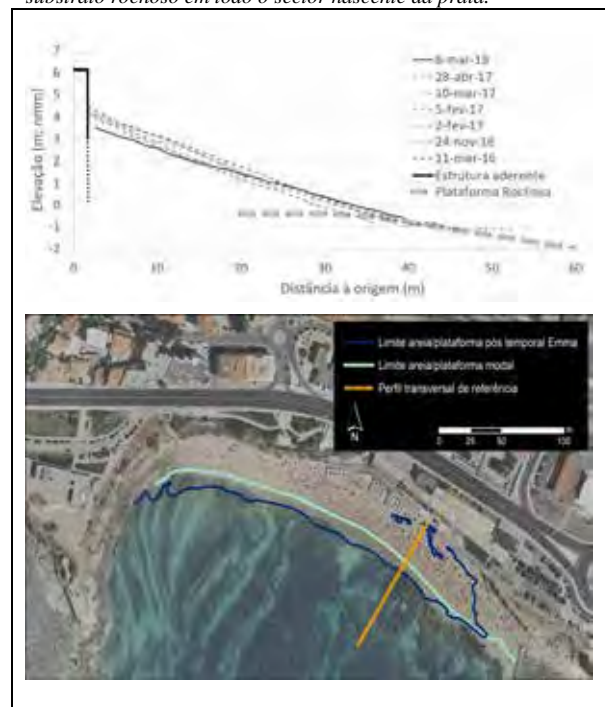 substrato rochoso em todo o sector nascente da praia.
7
6
5
4
3
2
1
0
-1
-2
Elevação (m; nmm)
0
10
20
30
40
50
60
Distância à origem (m)
6-mar-18
28-abr-17
10-mar-17
5-fev-17
2-fev-17
24-nov-16
11-mar-16
Estrutura aderente
Plataforma Rochosa
Limite areia/plataforma pós temporal Emma
Limite areia/plataforma modal
Perfil transversal de referência
N
0 25 50 100